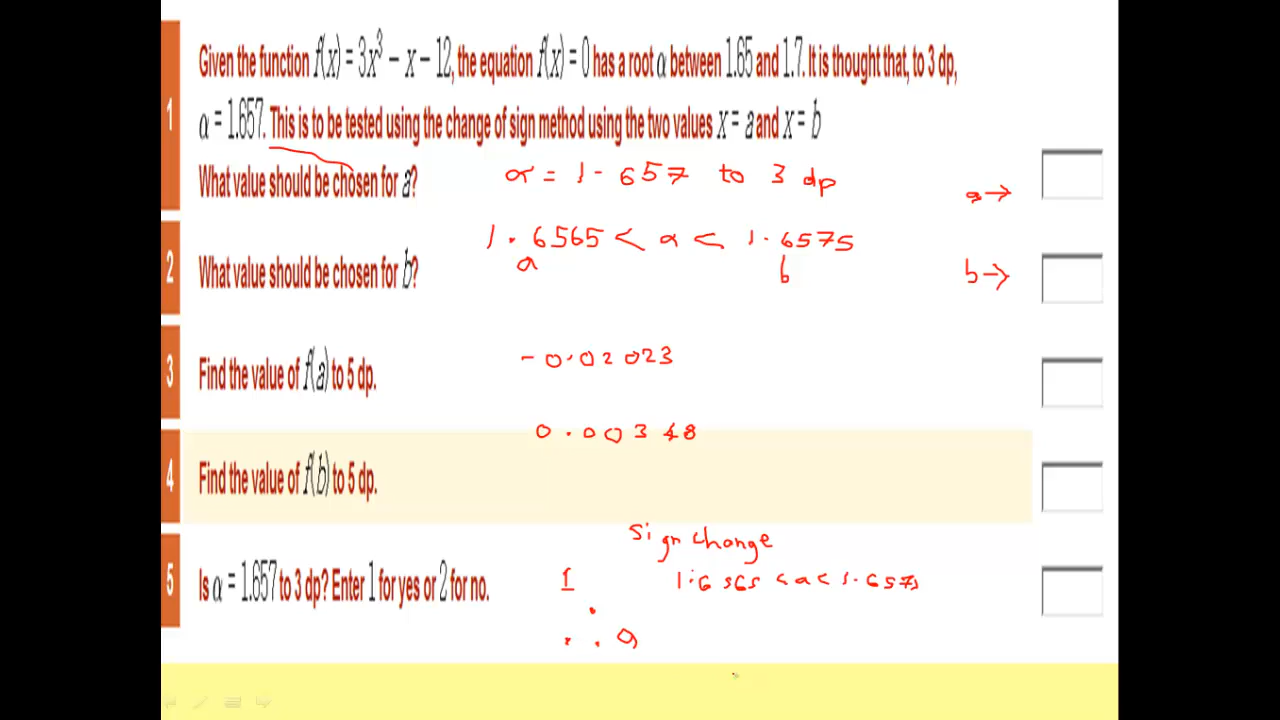 1
Given the function f(x) = 3x³ − x − 12, the equation f(x) = 0 has a root α between 1.65 and 1.7. It is thought that, to 3 dp,
α = 1.657. This is to be tested using the change of sign method using the two values x = a and x = b
What value should be chosen for a?
α = 1.657 to 3 dp
a →
1.6565 < α < 1.6575
a b
2
What value should be chosen for b?
b →
-0.02023
3
Find the value of f(a) to 5 dp.
0.00348
4
Find the value of f(b) to 5 dp.
Sign change
5
Is α = 1.657 to 3 dp? Enter 1 for yes or 2 for no.
1
1.6565 < α < 1.6575
∴ a